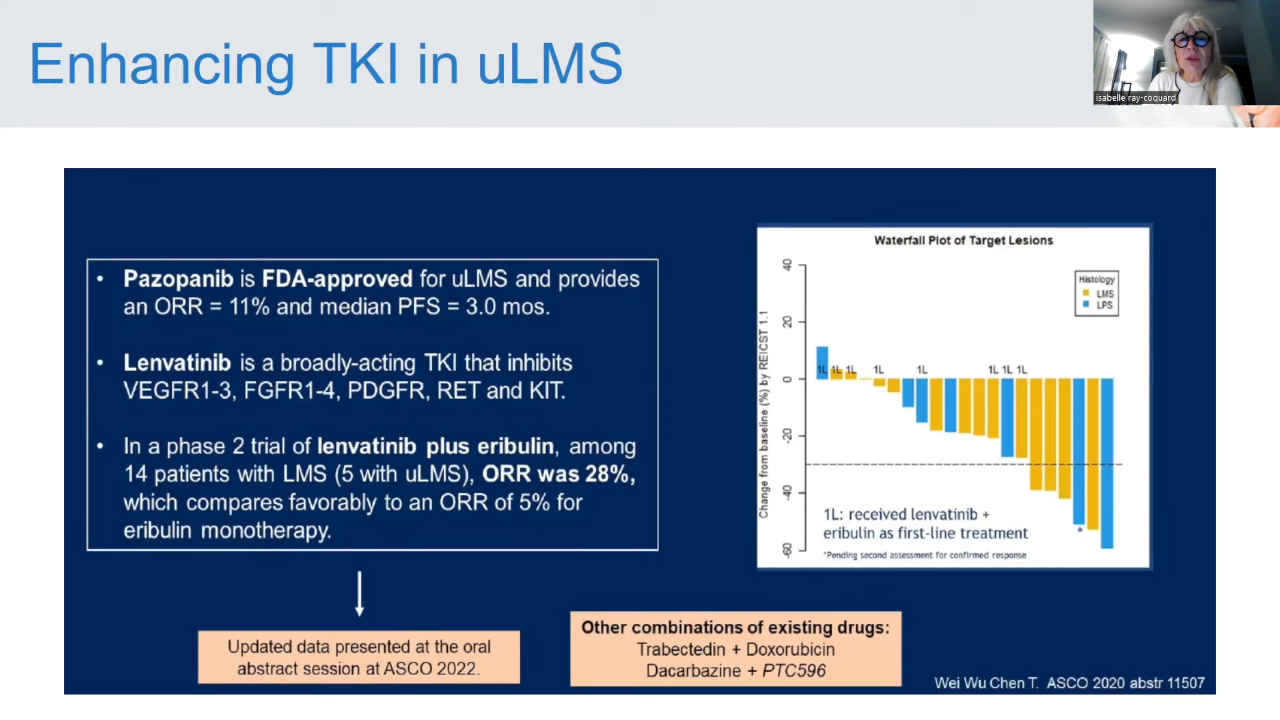 Enhancing TKI in uLMS
isabelle ray-coquard
• Pazopanib is FDA-approved for uLMS and provides
an ORR = 11% and median PFS = 3.0 mos.
• Lenvatinib is a broadly-acting TKI that inhibits
VEGFR1-3, FGFR1-4, PDGFR, RET and KIT.
• In a phase 2 trial of lenvatinib plus eribulin, among
14 patients with LMS (5 with uLMS), ORR was 28%,
which compares favorably to an ORR of 5% for
eribulin monotherapy.
Waterfall Plot of Target Lesions
Histology
LMS
LPS
Change from baseline (%) by REICST 1.1
40
20
0
-20
-40
-60
1L 1L 1L 1L 1L 1L 1L 1L
*
1L: received lenvatinib +
eribulin as first-line treatment
*Pending second assessment for confirmed response
Updated data presented at the oral
abstract session at ASCO 2022.
Other combinations of existing drugs:
Trabectedin + Doxorubicin
Dacarbazine + PTC596
Wei Wu Chen T. ASCO 2020 abstr 11507